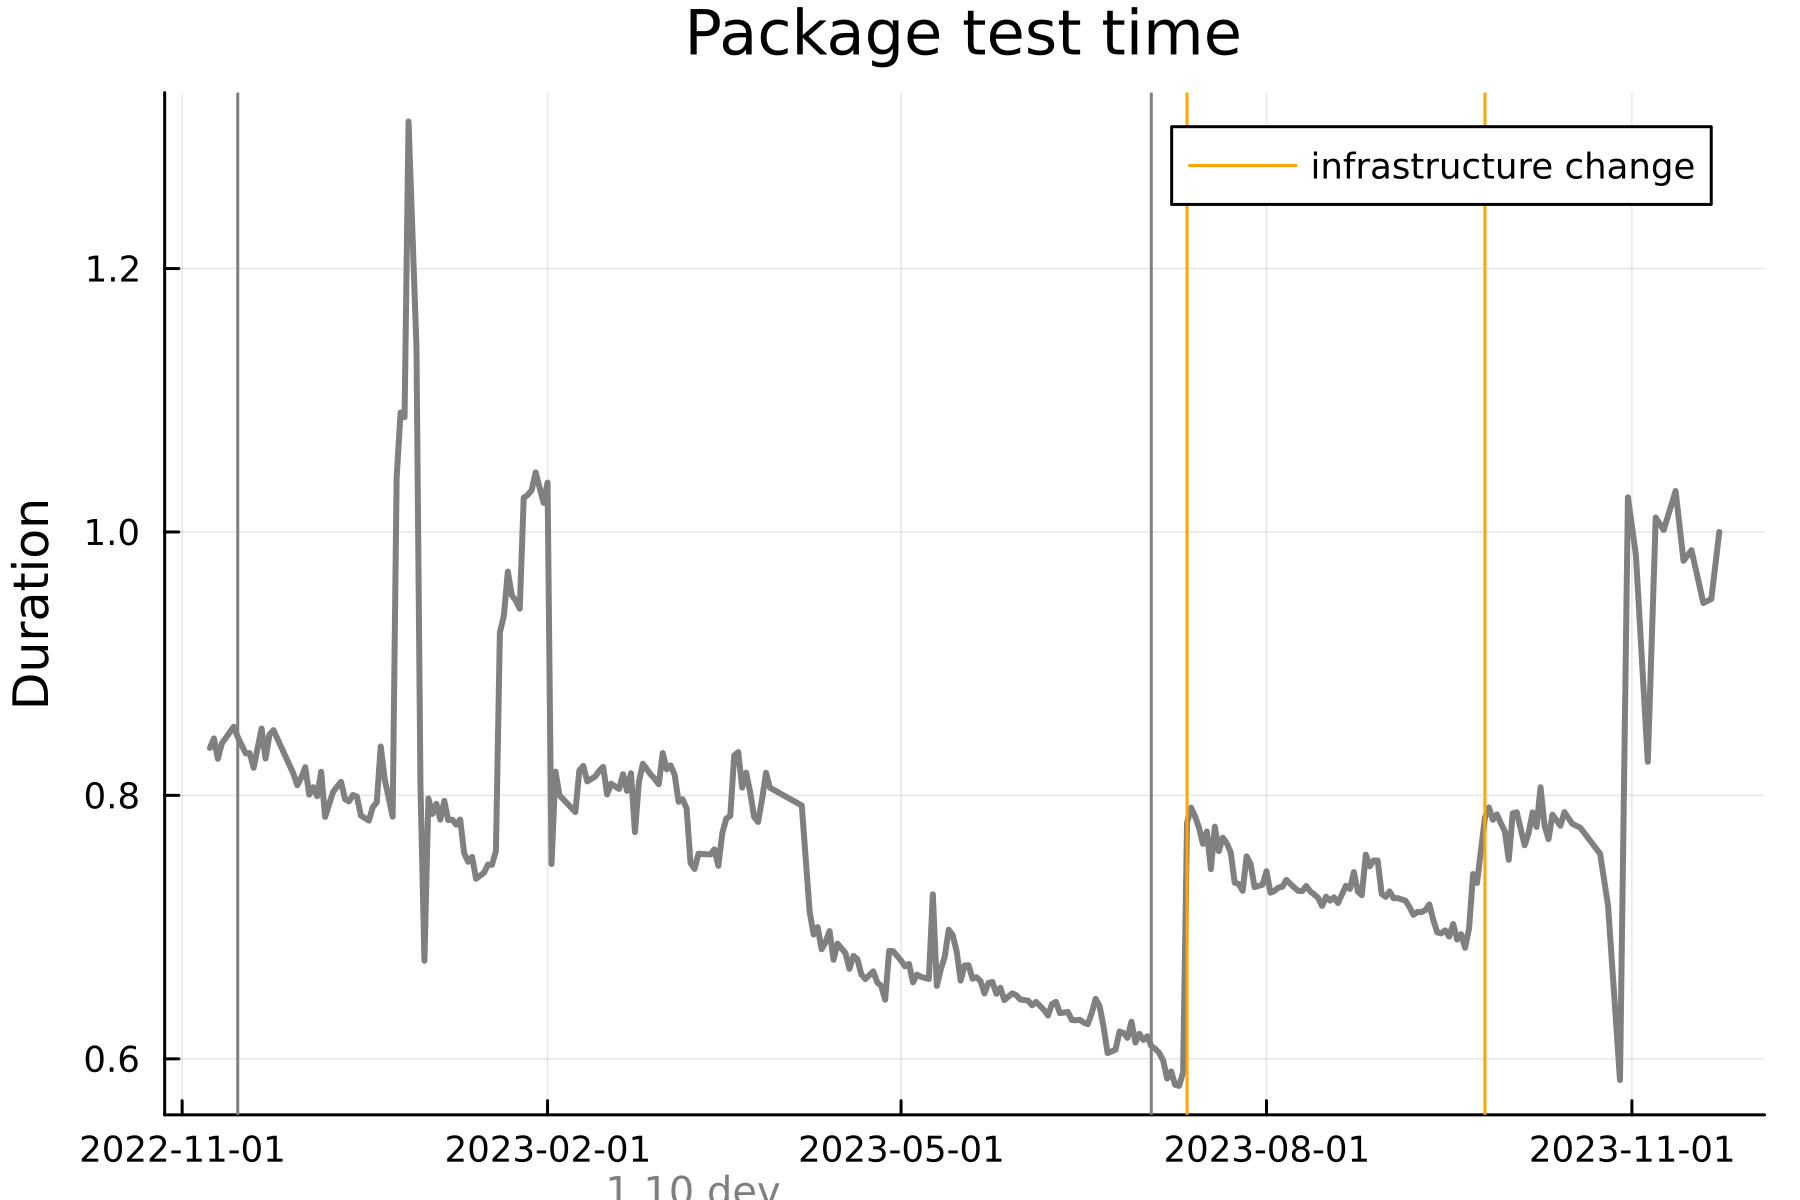 Package test time
infrastructure change
1.2
1.0
0.8
0.6
Duration
2022-11-01 2023-02-01 2023-05-01 2023-08-01 2023-11-01
1.10 dev